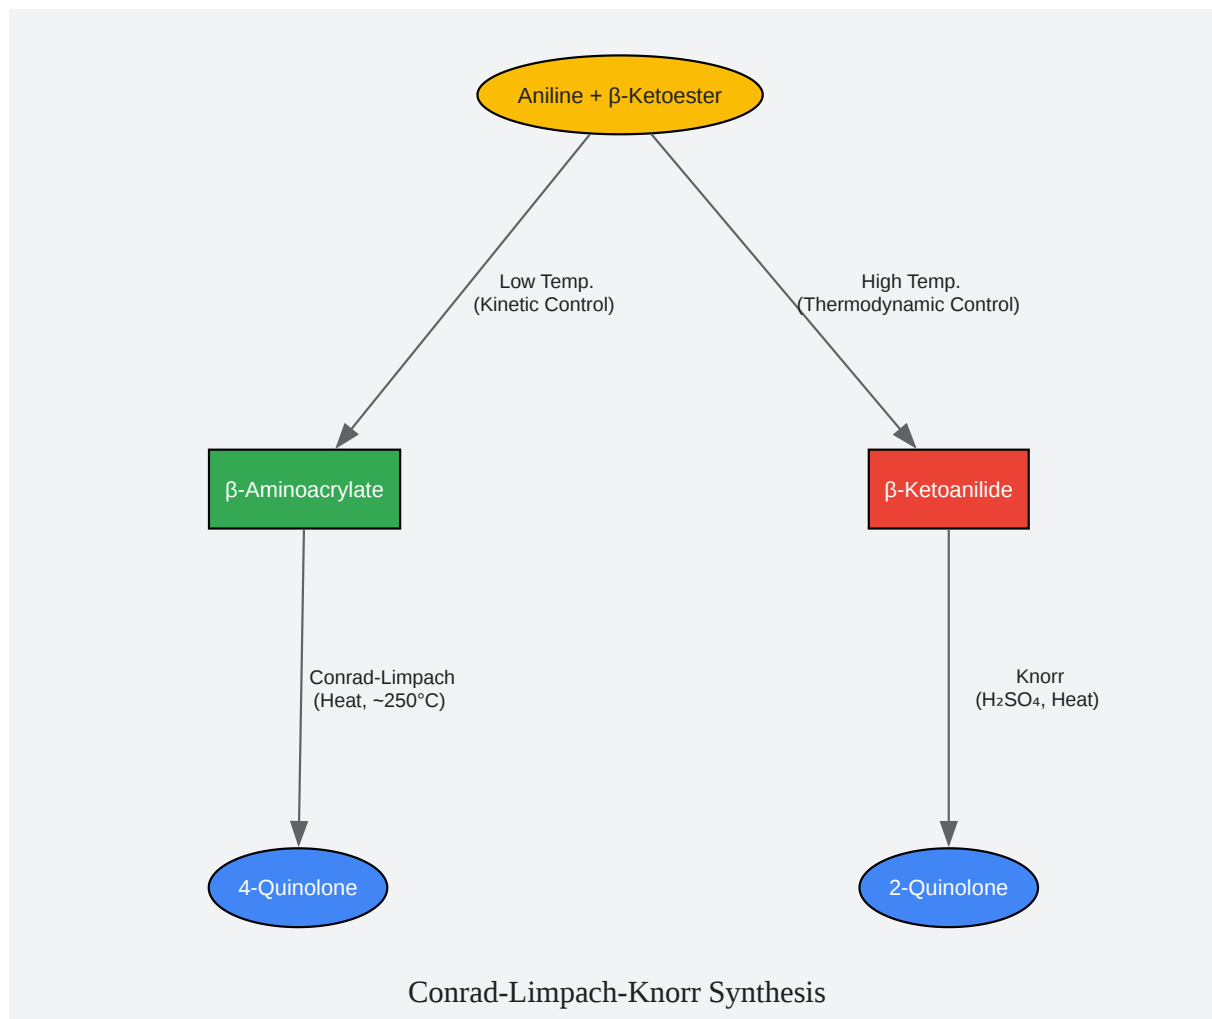 Aniline + β-Ketoester
Low Temp.
(Kinetic Control)
High Temp.
(Thermodynamic Control)
β-Aminoacrylate
β-Ketoanilide
Conrad-Limpach
(Heat, ~250°C)
Knorr
(H₂SO₄, Heat)
4-Quinolone
2-Quinolone
Conrad-Limpach-Knorr Synthesis